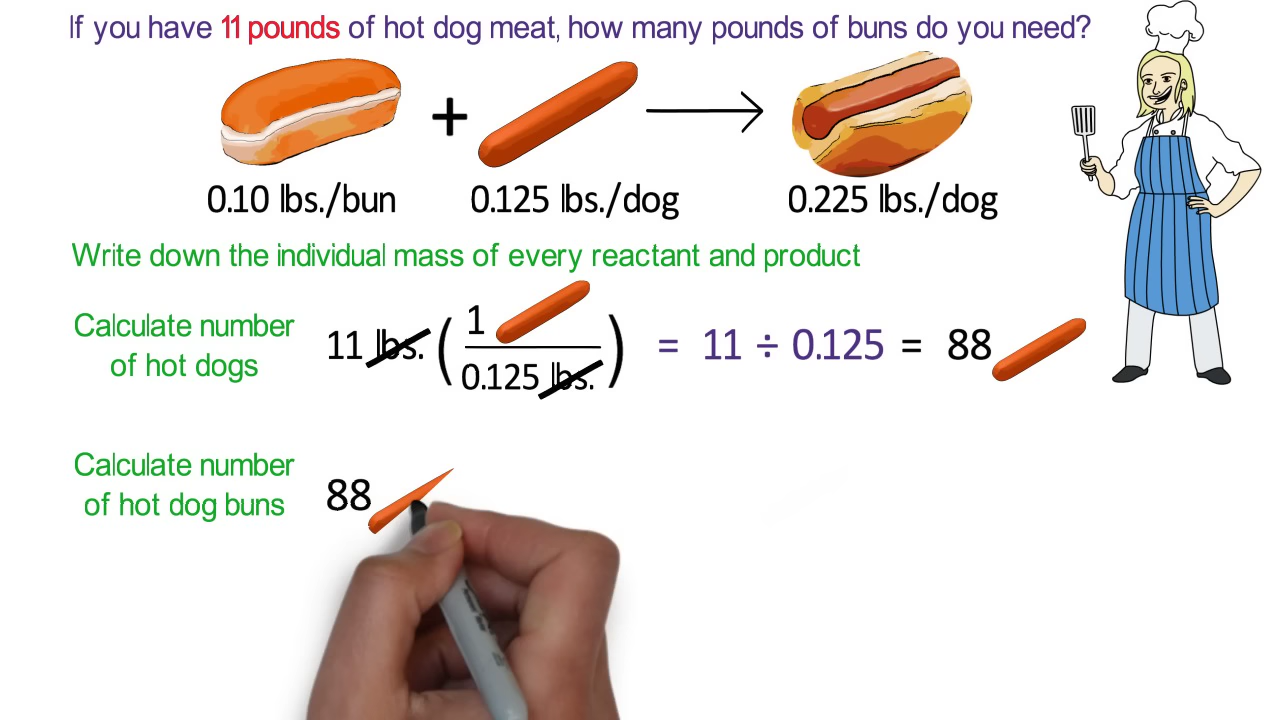 If you have 11 pounds of hot dog meat, how many pounds of buns do you need?
+
0.10 lbs./bun 0.125 lbs./dog 0.225 lbs./dog
Write down the individual mass of every reactant and product
Calculate number
of hot dogs
11 lbs. ( 1
0.125 lbs. ) = 11 ÷ 0.125 = 88
Calculate number
of hot dog buns
88